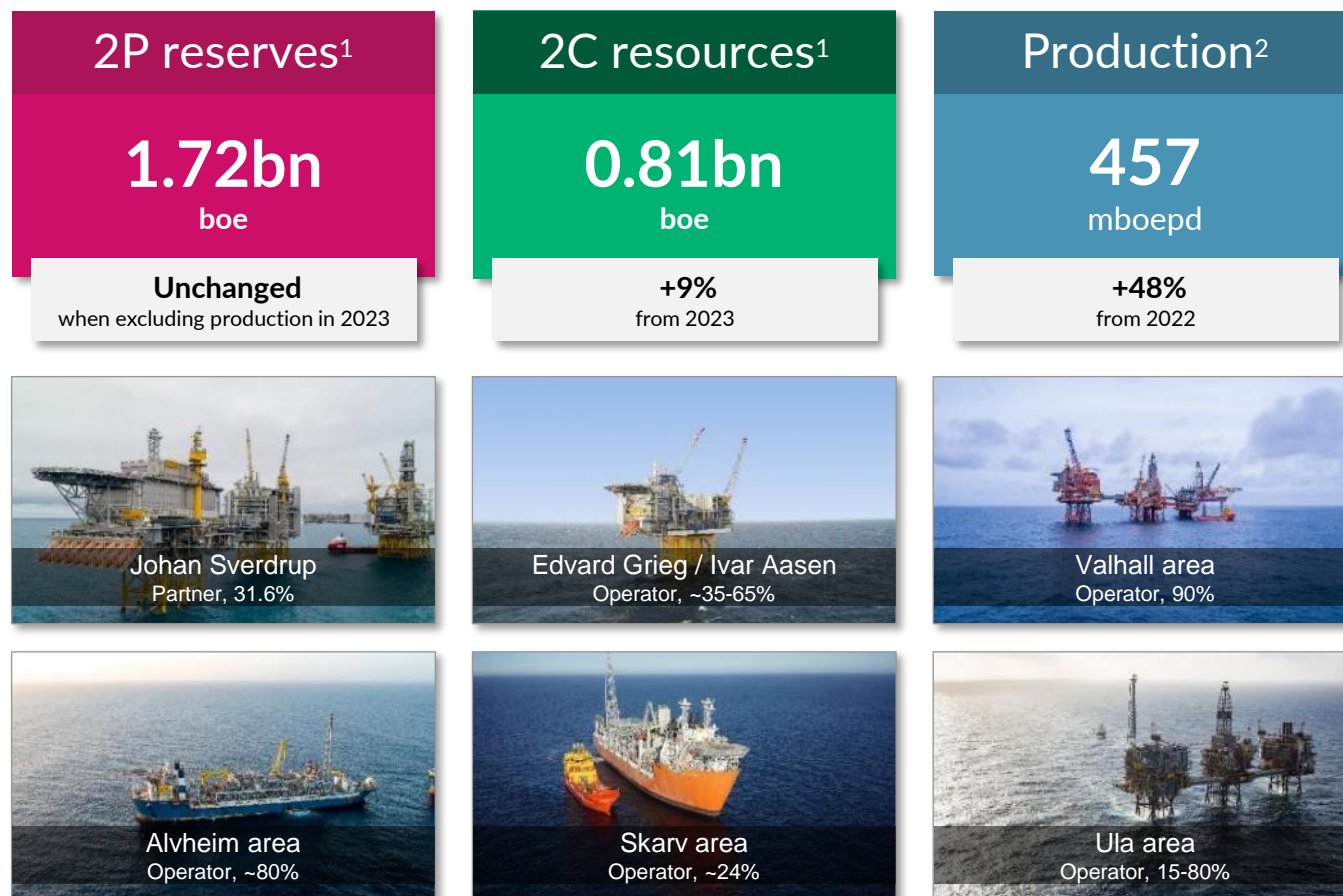 2P reserves¹
2C resources¹
Production²
1.72bn
boe
0.81bn
boe
457
mboepd
Unchanged
when excluding production in 2023
+9%
from 2023
+48%
from 2022
Johan Sverdrup
Partner, 31.6%
Edvard Grieg / Ivar Aasen
Operator, ~35-65%
Valhall area
Operator, 90%
Alvheim area
Operator, ~80%
Skarv area
Operator, ~24%
Ula area
Operator, 15-80%